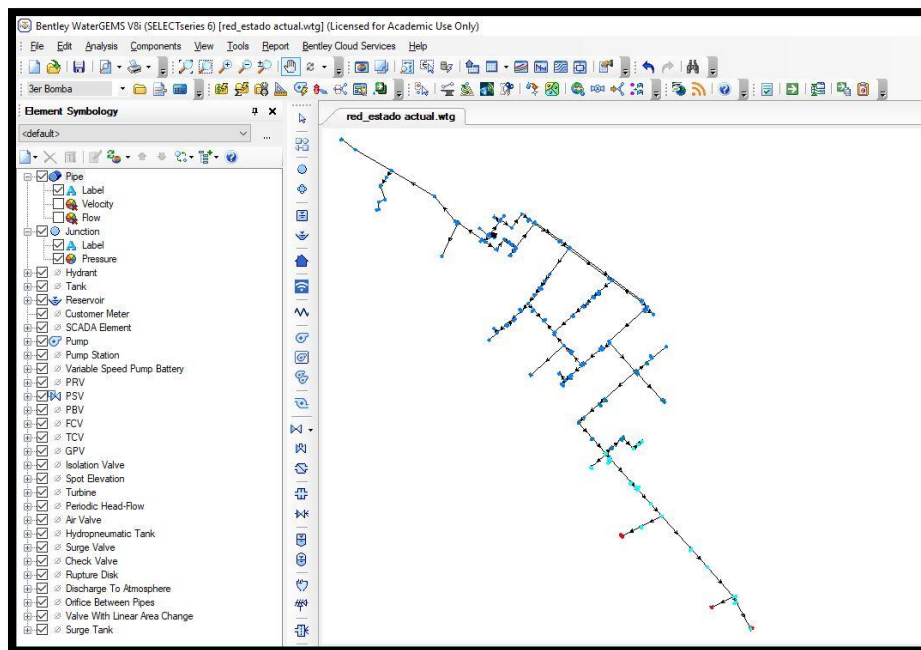 Bentley WaterGEMS V8i (SELECTseries 6) [red_estado actual.wtg] (Licensed for Academic Use Only)
File Edit Analysis Components View Tools Report Bentley Cloud Services Help
3er Bomba
Element Symbology
<default>
...
red_estado actual.wtg
Pipe
Label
Velocity
Flow
Junction
Label
Pressure
Hydrant
Tank
Reservoir
Customer Meter
SCADA Element
Pump
Pump Station
Variable Speed Pump Battery
PRV
PSV
PBV
FCV
TCV
GPV
Isolation Valve
Spot Elevation
Turbine
Periodic Head-Flow
Air Valve
Hydropneumatic Tank
Surge Valve
Check Valve
Rupture Disk
Discharge To Atmosphere
Orifice Between Pipes
Valve With Linear Area Change
Surge Tank